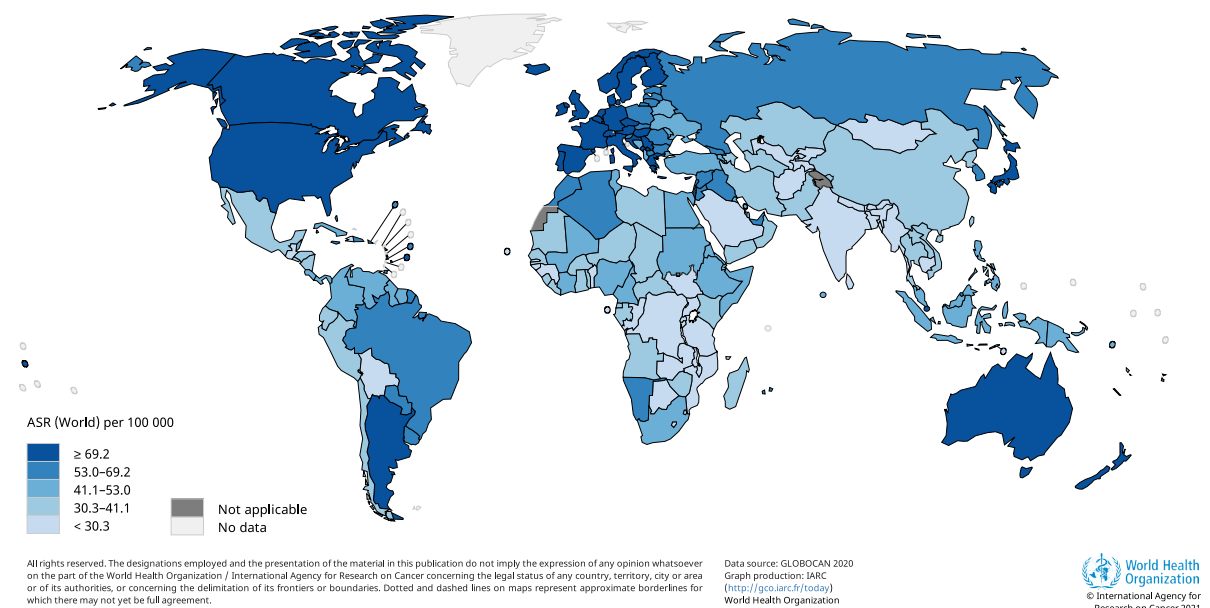 ASR (World) per 100 000
≥ 69.2
53.0–69.2
41.1–53.0
30.3–41.1
< 30.3
Not applicable
No data
All rights reserved. The designations employed and the presentation of the material in this publication do not imply the expression of any opinion whatsoever
on the part of the World Health Organization / International Agency for Research on Cancer concerning the legal status of any country, territory, city or area
or of its authorities, or concerning the delimitation of its frontiers or boundaries. Dotted and dashed lines on maps represent approximate borderlines for
which there may not yet be full agreement.
Data source: GLOBOCAN 2020
Graph production: IARC
(http://gco.iarc.fr/today)
World Health Organization
World Health
Organization
© International Agency for
Research on Cancer 2021